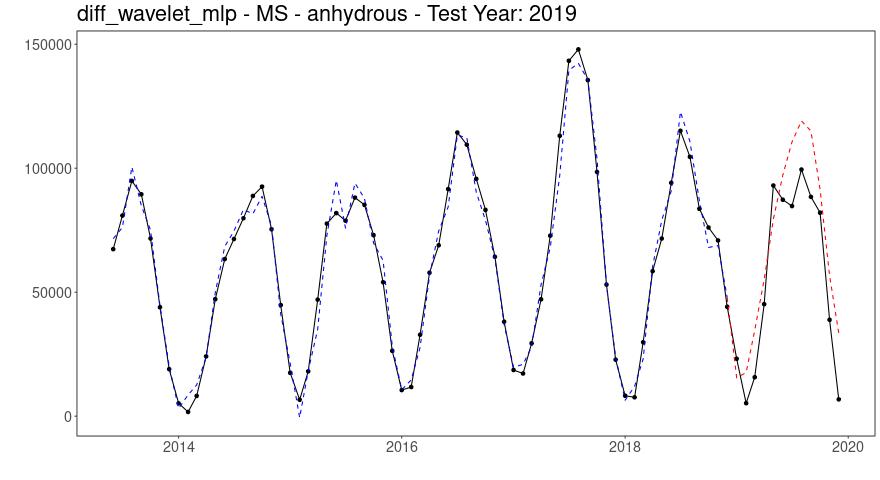 diff_wavelet_mlp - MS - anhydrous - Test Year: 2019
150000
100000
50000
0
2014 2016 2018 2020